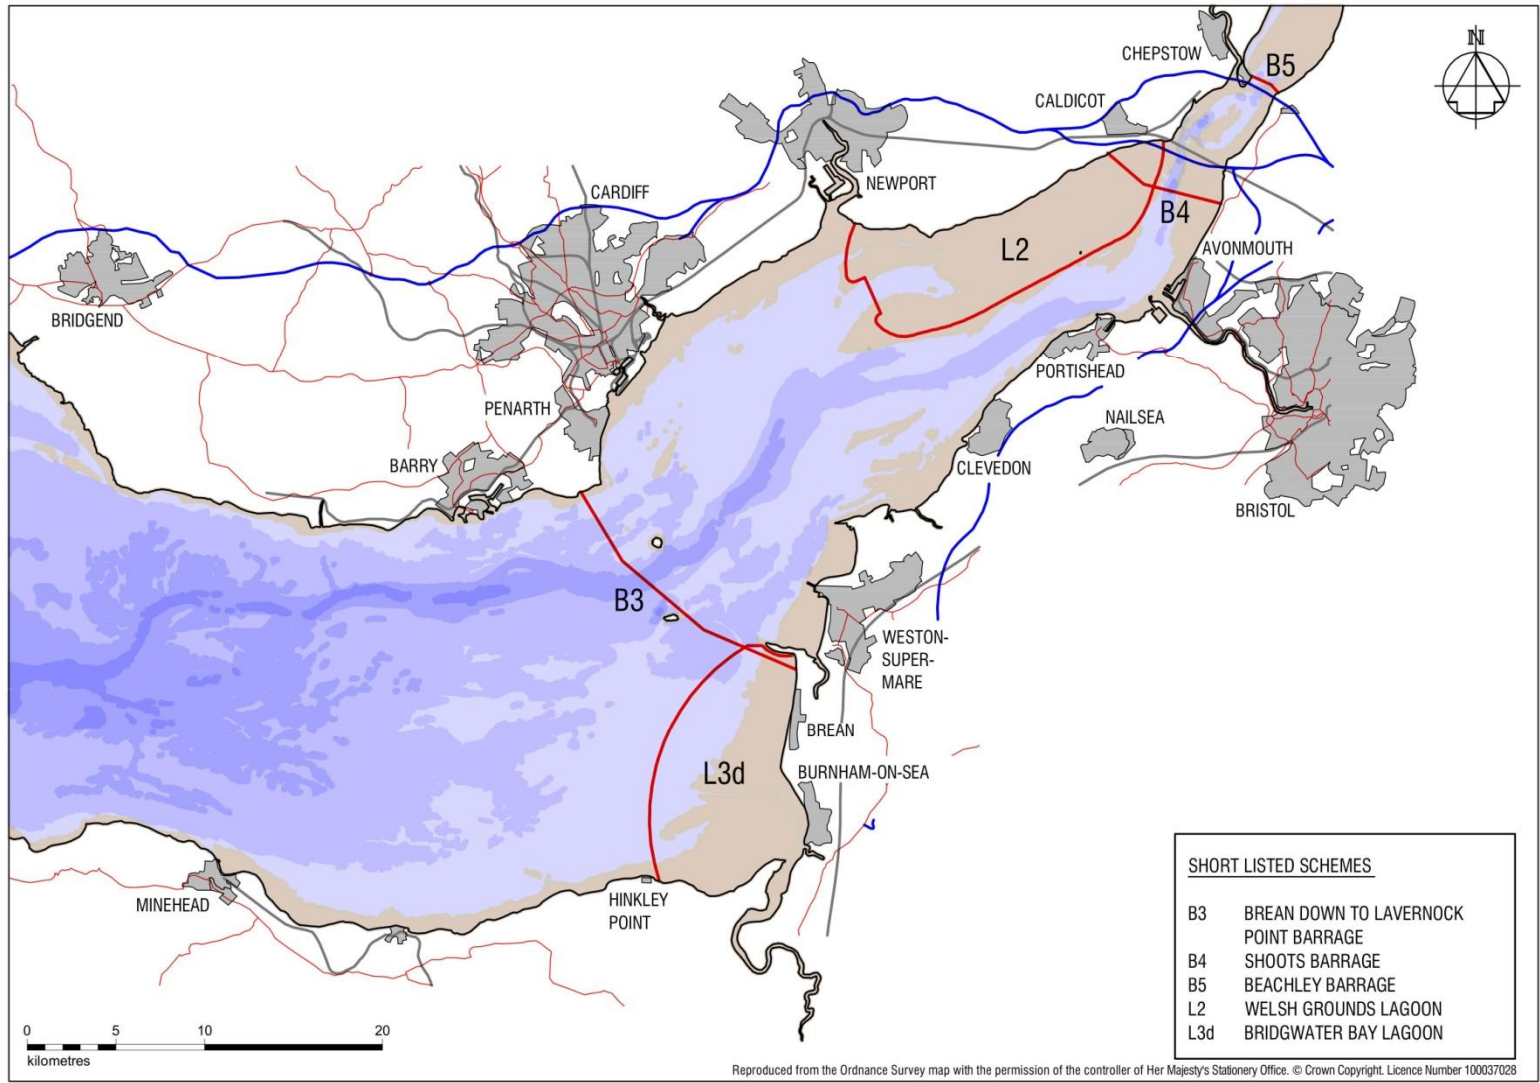 N
CHEPSTOW
B5
CALDICOT
NEWPORT
CARDIFF
B4
L2
AVONMOUTH
BRIDGEND
PORTISHEAD
PENARTH
NAILSEA
BARRY
CLEVEDON
BRISTOL
B3
WESTON-
SUPER-
MARE
BREAN
L3d
BURNHAM-ON-SEA
MINEHEAD
HINKLEY
POINT
SHORT LISTED SCHEMES
B3 BREAN DOWN TO LAVERNOCK
POINT BARRAGE
B4 SHOOTS BARRAGE
B5 BEACHLEY BARRAGE
L2 WELSH GROUNDS LAGOON
L3d BRIDGWATER BAY LAGOON
0 5 10 20
kilometres
Reproduced from the Ordnance Survey map with the permission of the controller of Her Majesty's Stationery Office. © Crown Copyright. Licence Number 100037028